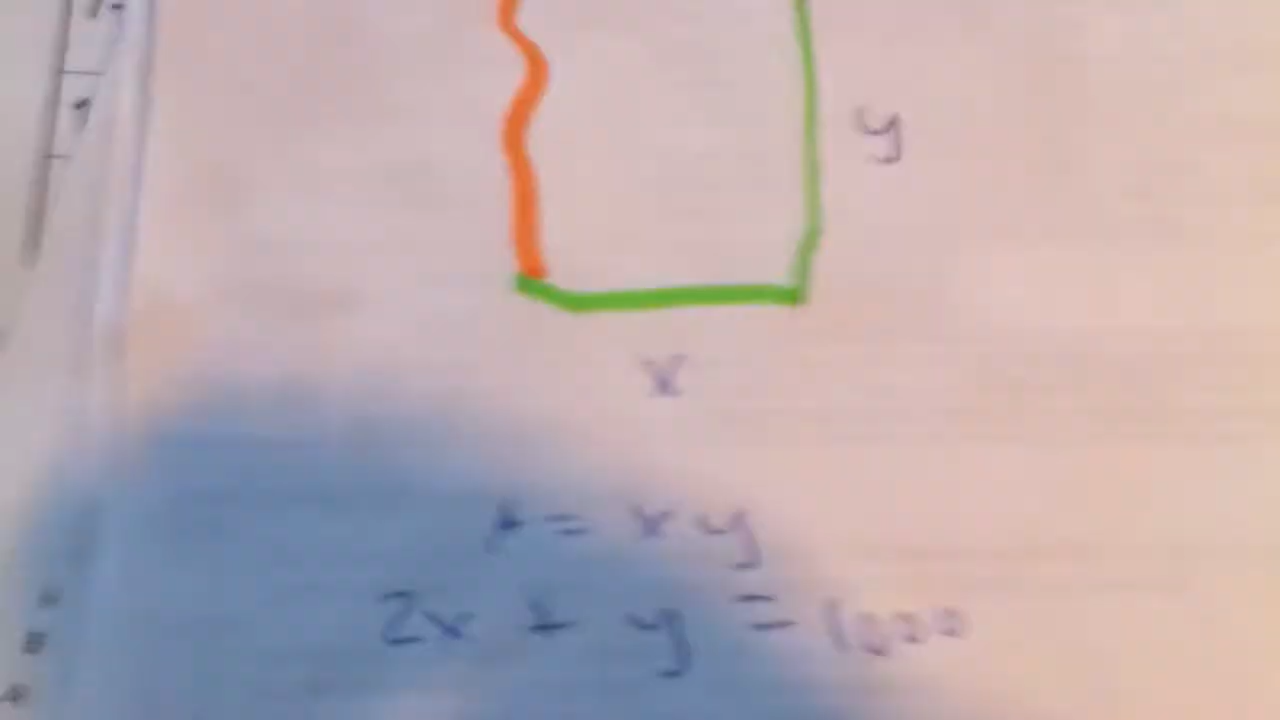 y
x
A = xy
2x + y = 1000